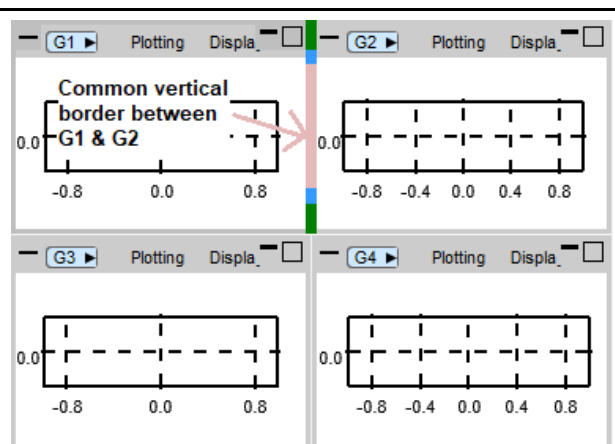 G1 Plotting Displa
G2 Plotting Displa
Common vertical
border between
G1 & G2
0.0
-0.8 0.0 0.8
0.0
-0.8 -0.4 0.0 0.4 0.8
G3 Plotting Displa
G4 Plotting Displa
0.0
-0.8 0.0 0.8
0.0
-0.8 -0.4 0.0 0.4 0.8